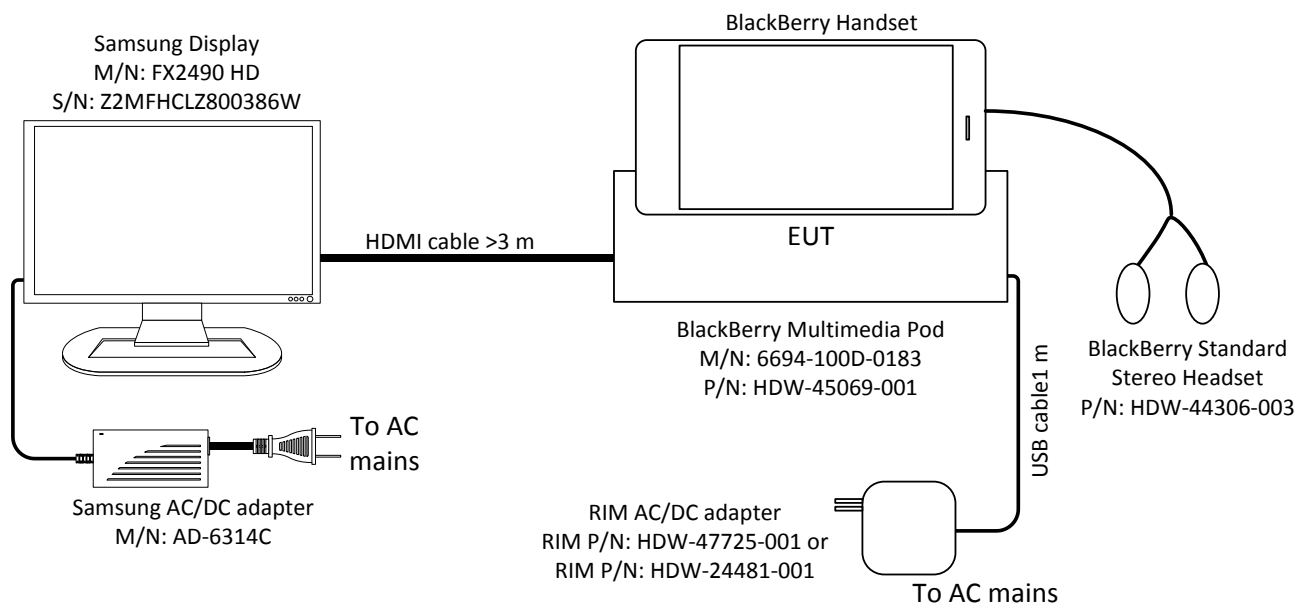 BlackBerry Handset
Samsung Display
M/N: FX2490 HD
S/N: Z2MFHCLZ800386W
HDMI cable >3 m
EUT
BlackBerry Multimedia Pod
M/N: 6694-100D-0183
P/N: HDW-45069-001
USB cable1 m
BlackBerry Standard
Stereo Headset
P/N: HDW-44306-003
To AC
mains
Samsung AC/DC adapter
M/N: AD-6314C
RIM AC/DC adapter
RIM P/N: HDW-47725-001 or
RIM P/N: HDW-24481-001
To AC mains